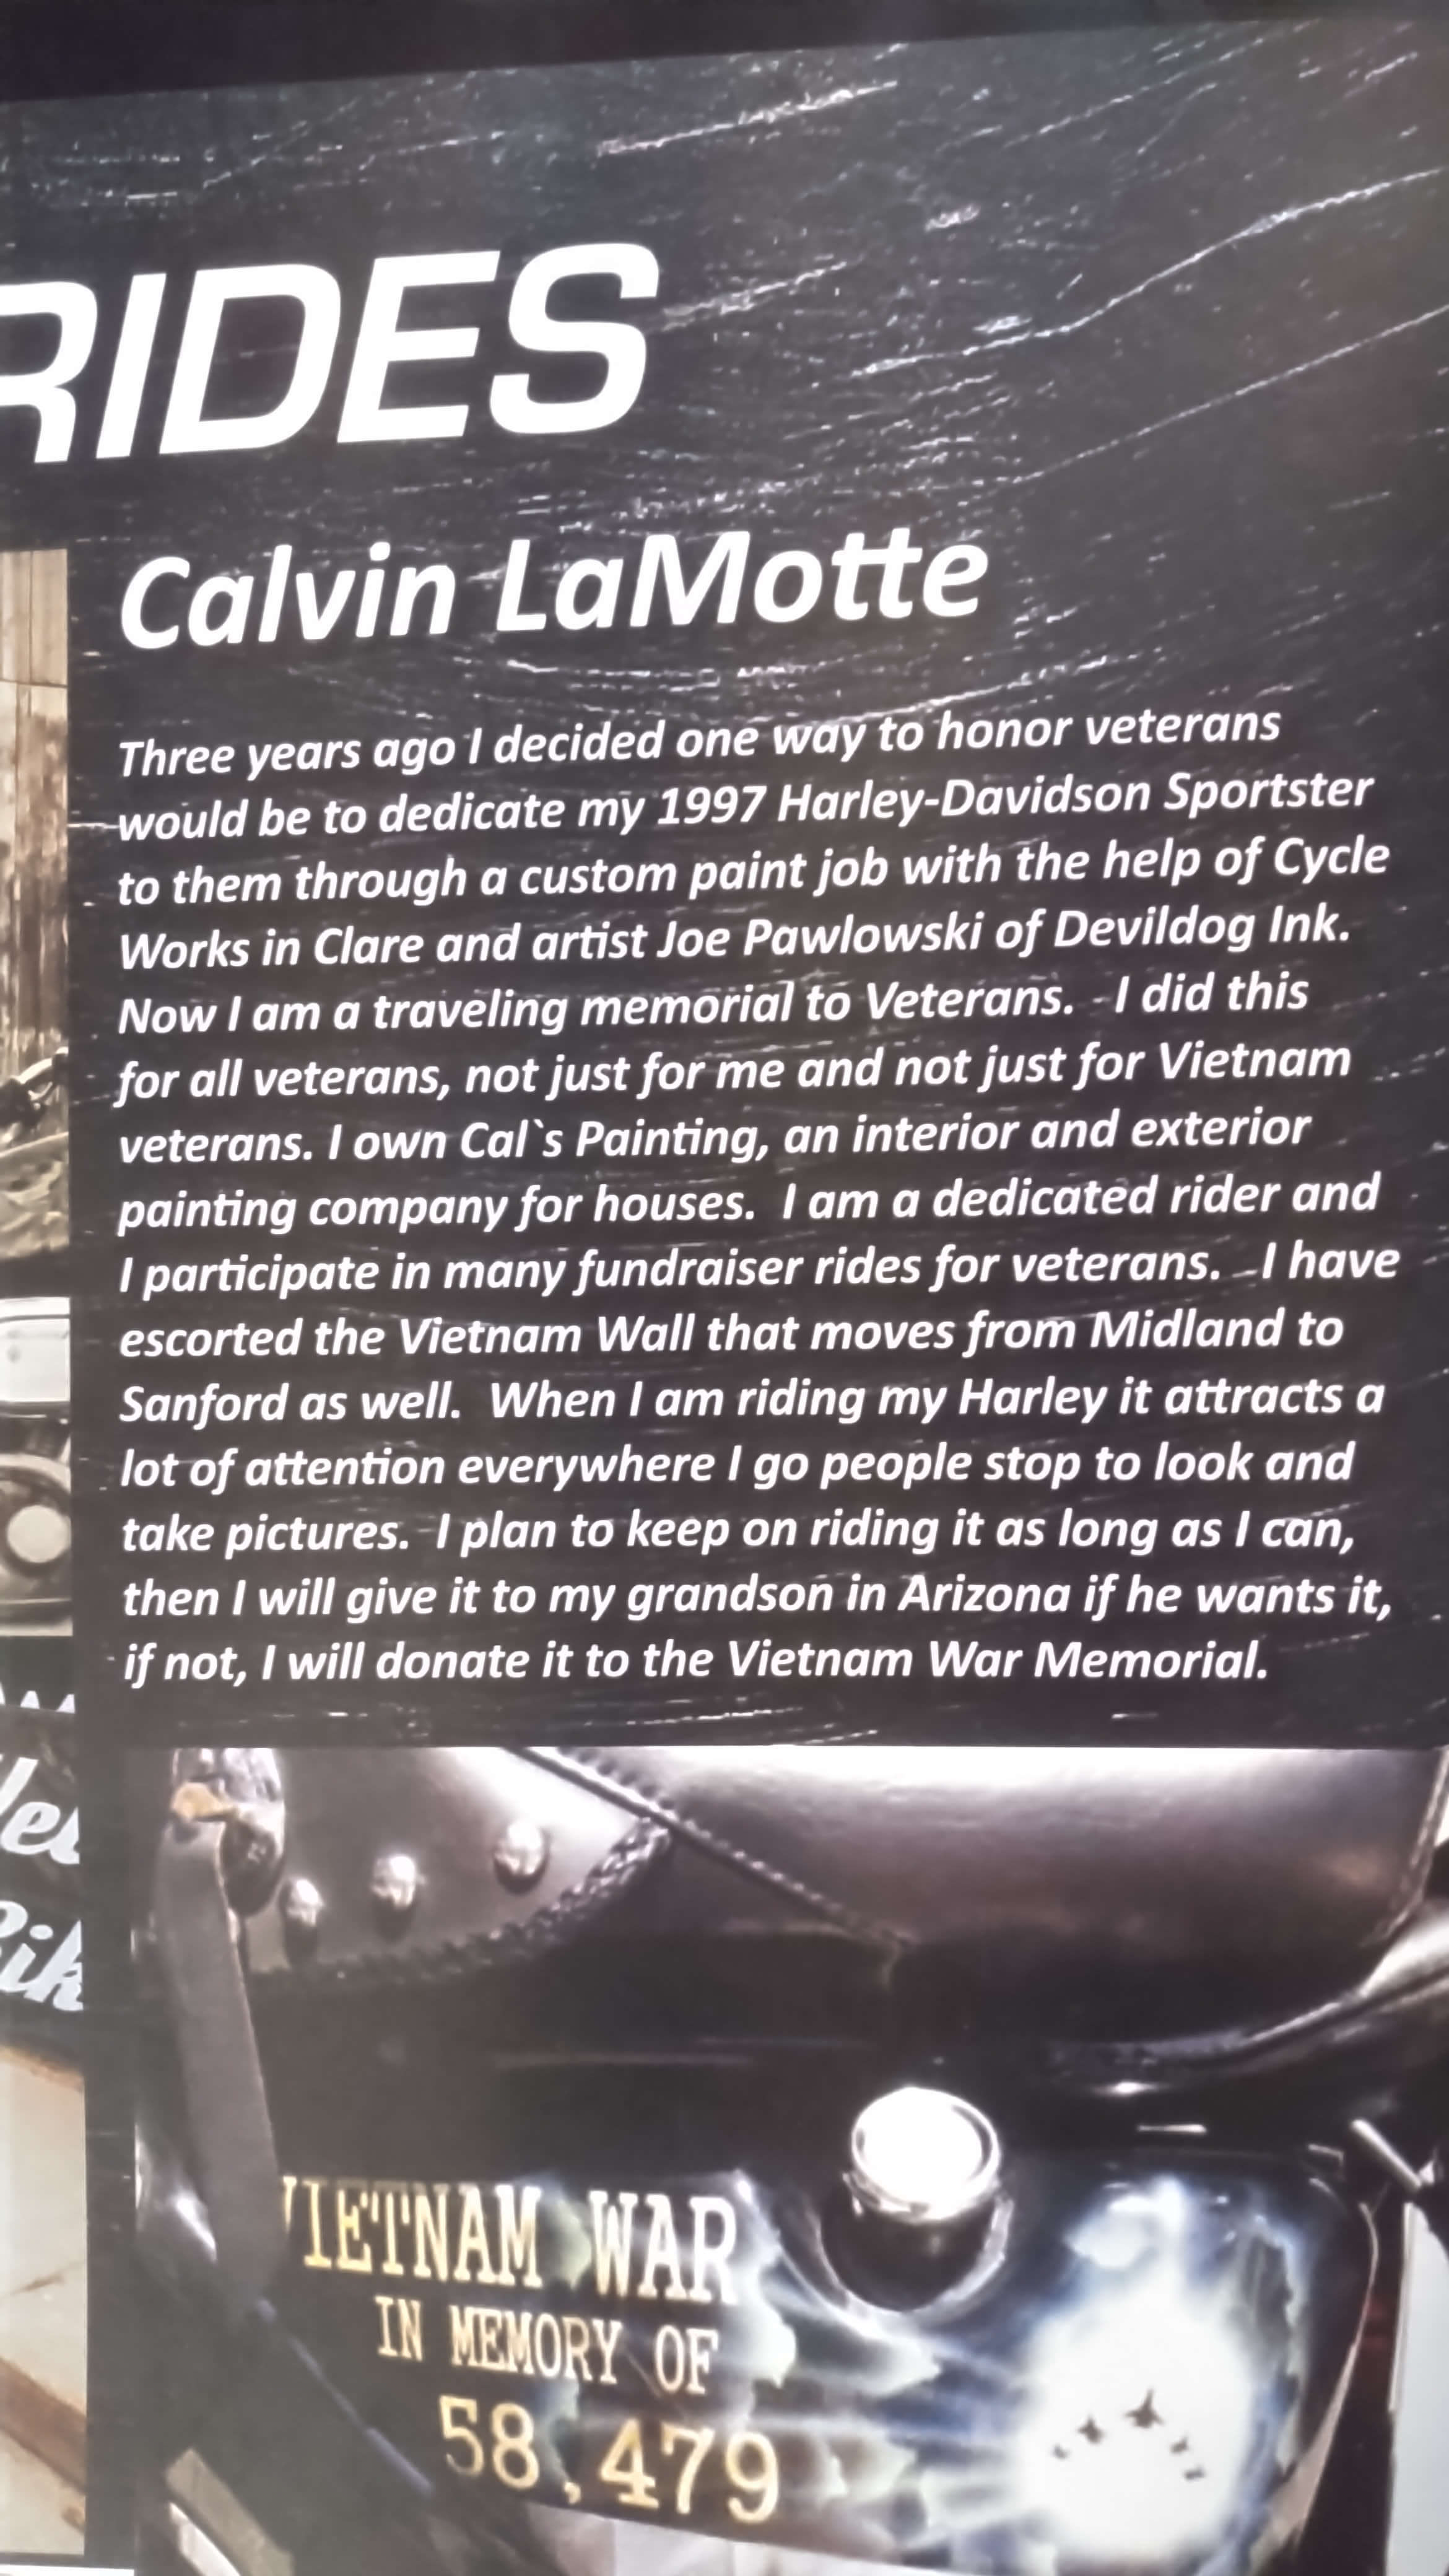 RIDES
Calvin LaMotte
Three years ago I decided one way to honor veterans
would be to dedicate my 1997 Harley-Davidson Sportster
to them through a custom paint job with the help of Cycle
Works in Clare and artist Joe Pawlowski of Devildog Ink.
Now I am a traveling memorial to Veterans.   I did this
for all veterans, not just for me and not just for Vietnam
veterans. I own Cal`s Painting, an interior and exterior
painting company for houses.  I am a dedicated rider and
I participate in many fundraiser rides for veterans.   I have
escorted the Vietnam Wall that moves from Midland to
Sanford as well.  When I am riding my Harley it attracts a
lot of attention everywhere I go people stop to look and
take pictures.  I plan to keep on riding it as long as I can,
then I will give it to my grandson in Arizona if he wants it,
if not, I will donate it to the Vietnam War Memorial.
VIETNAM WAR
IN MEMORY OF
58,479